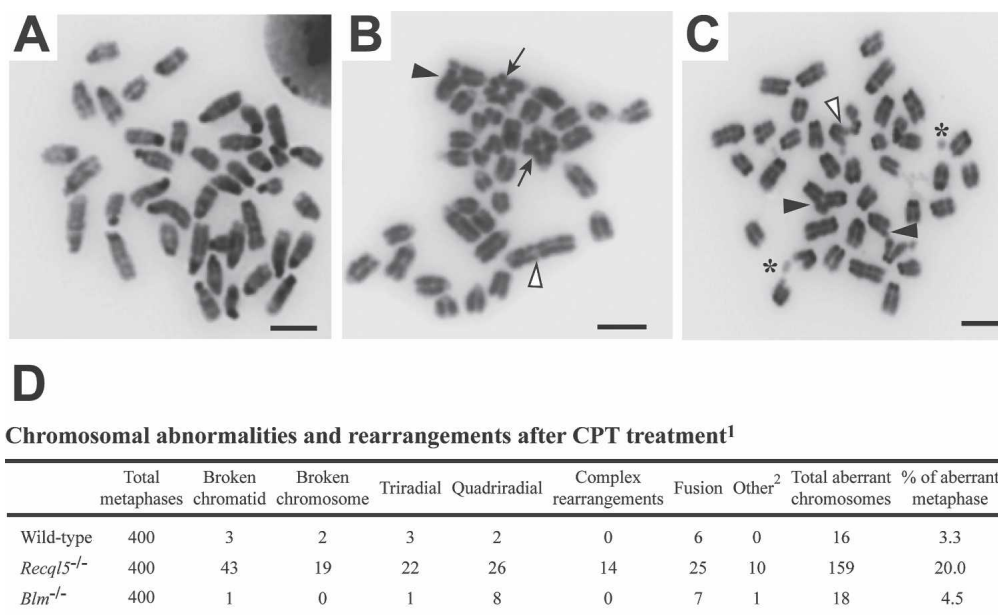 A
B
C
*
*
D
Chromosomal abnormalities and rearrangements after CPT treatment1
Total metaphases Broken chromatid Broken chromosome Triradial Quadriradial Complex rearrangements Fusion Other2 Total aberrant chromosomes % of aberrant metaphase
Wild-type 400 3 2 3 2 0 6 0 16 3.3
Recql5-/- 400 43 19 22 26 14 25 10 159 20.0
Blm-/- 400 1 0 1 8 0 7 1 18 4.5